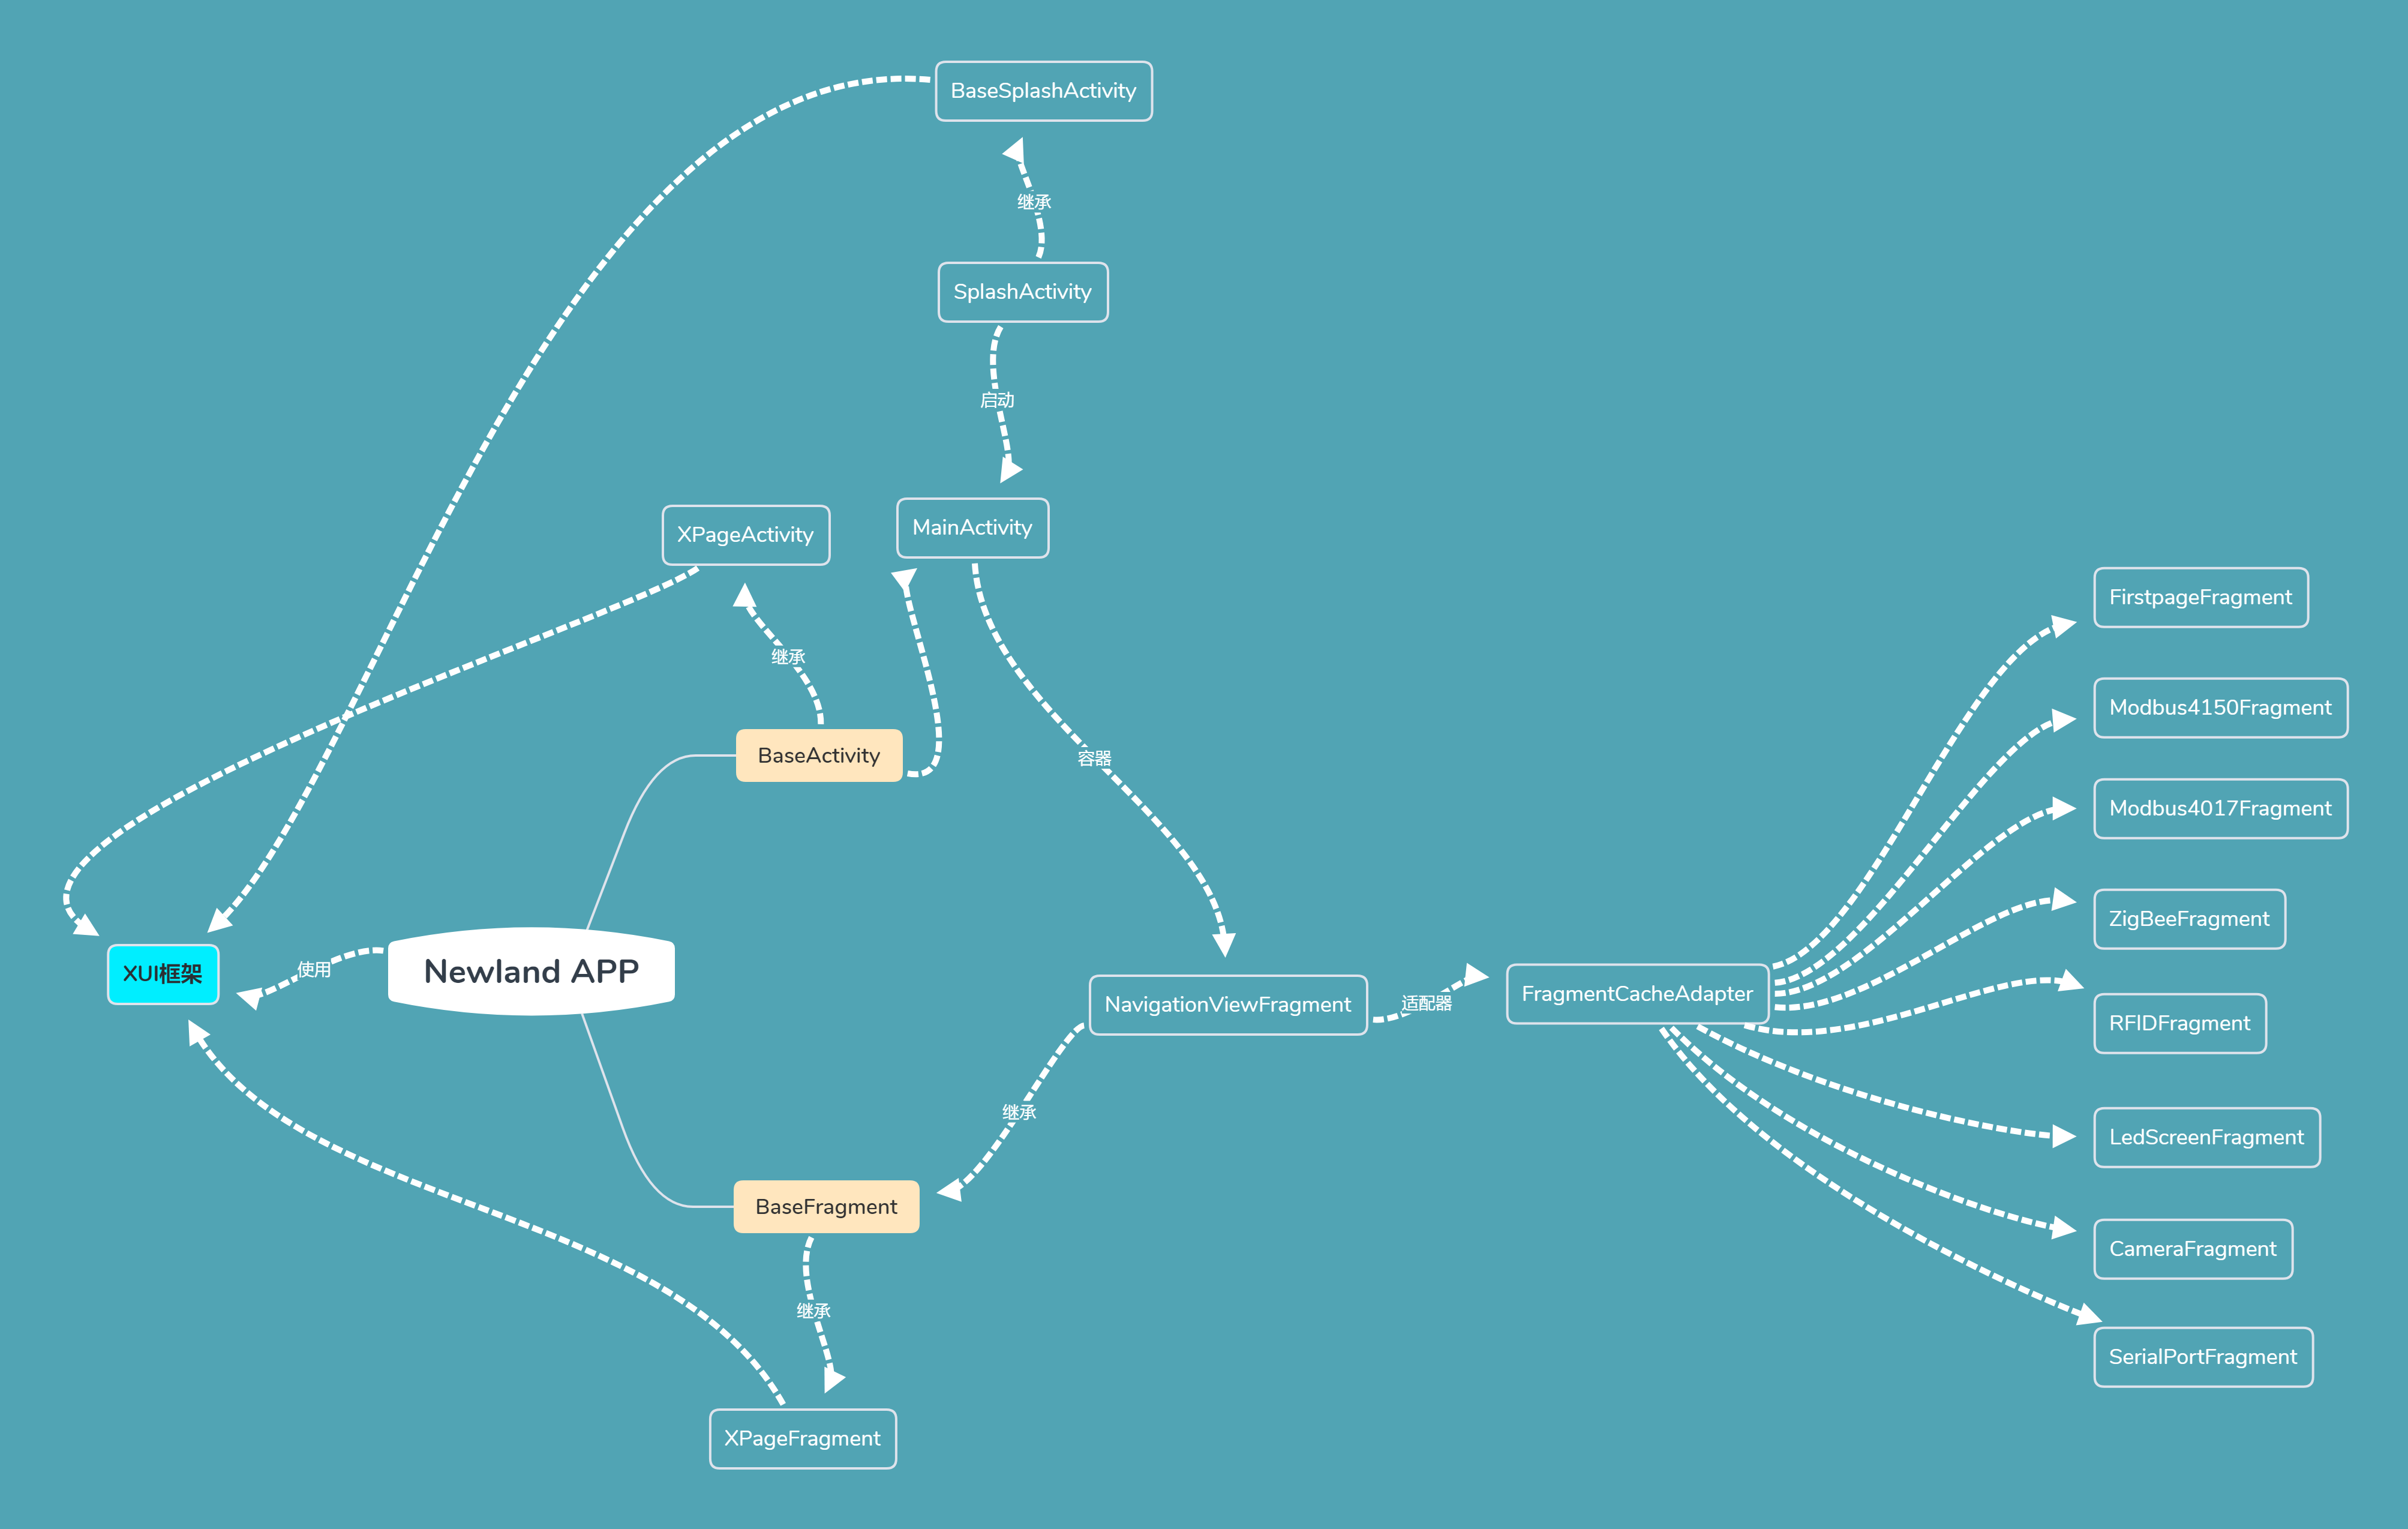 BaseSplashActivity
继承
SplashActivity
启动
XPageActivity
MainActivity
继承
BaseActivity
容器
XUI框架
使用
Newland APP
NavigationViewFragment
适配器
FragmentCacheAdapter
FirstpageFragment
Modbus4150Fragment
Modbus4017Fragment
ZigBeeFragment
RFIDFragment
LedScreenFragment
CameraFragment
SerialPortFragment
继承
BaseFragment
继承
XPageFragment